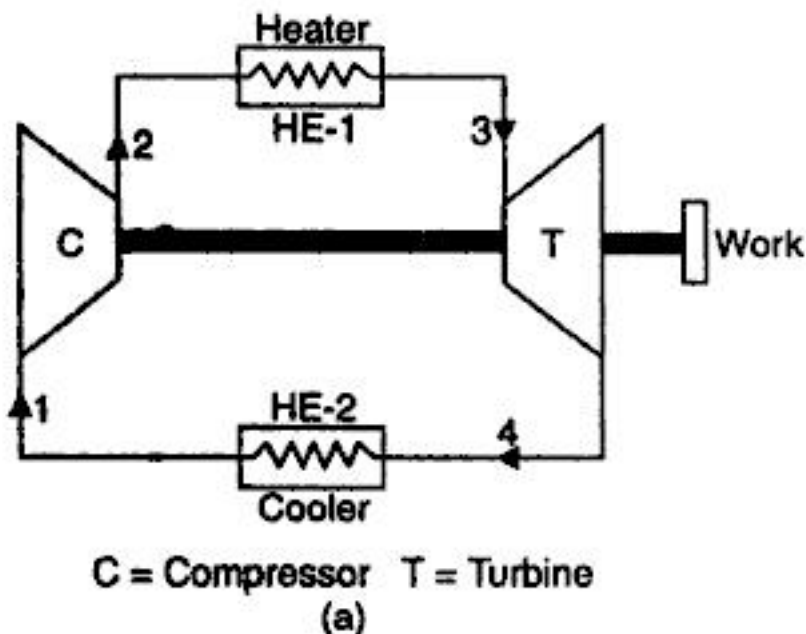 Heater
HE-1
2
3
C
T
Work
1
HE-2
4
Cooler
C = Compressor T = Turbine
(a)